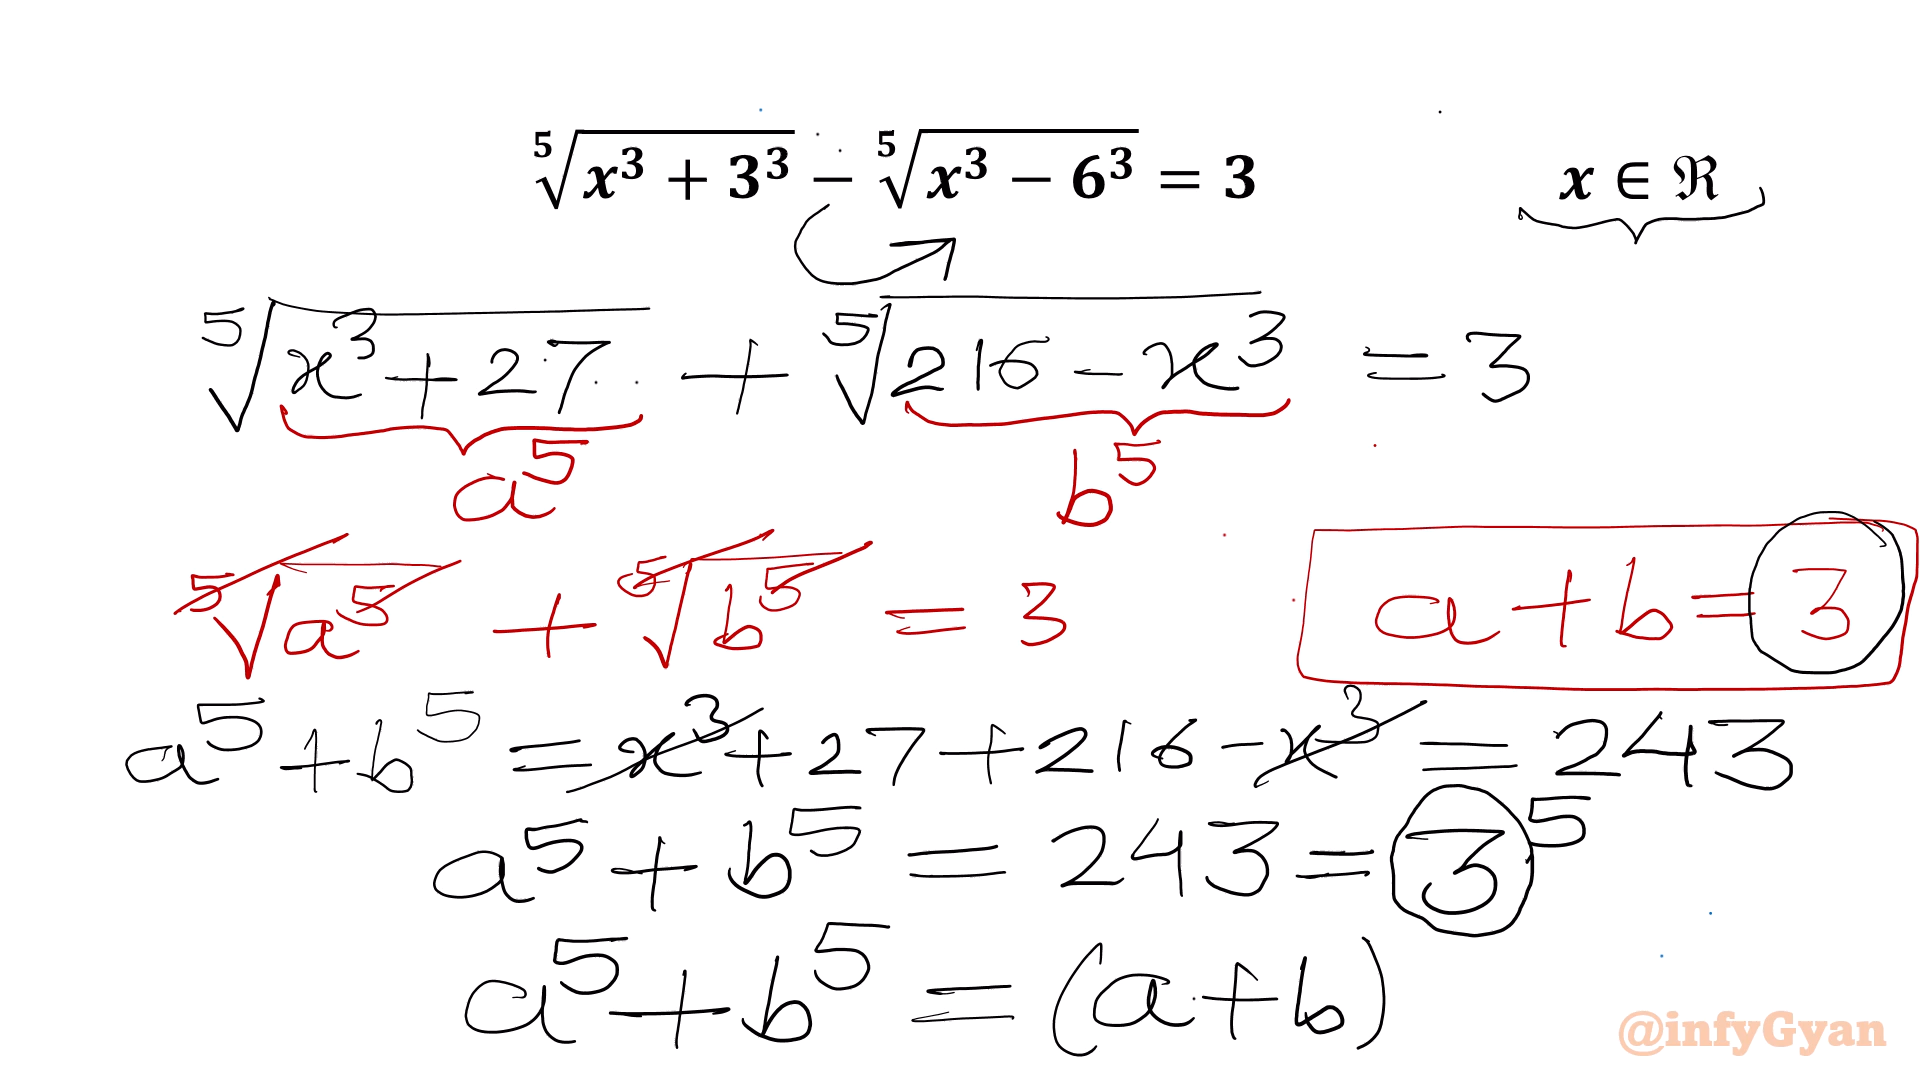 ⁵√(x³ + 3³) − ⁵√(x³ − 6³) = 3 x ∈ ℜ
⁵√(x³ + 27) + ⁵√(216 − x³) = 3
a⁵ b⁵
⁵√a⁵ + ⁵√b⁵ = 3 a + b = 3
a⁵ + b⁵ = x³ + 27 + 216 − x³ = 243
a⁵ + b⁵ = 243 = 3⁵
a⁵ + b⁵ = (a + b)
@infyGyan